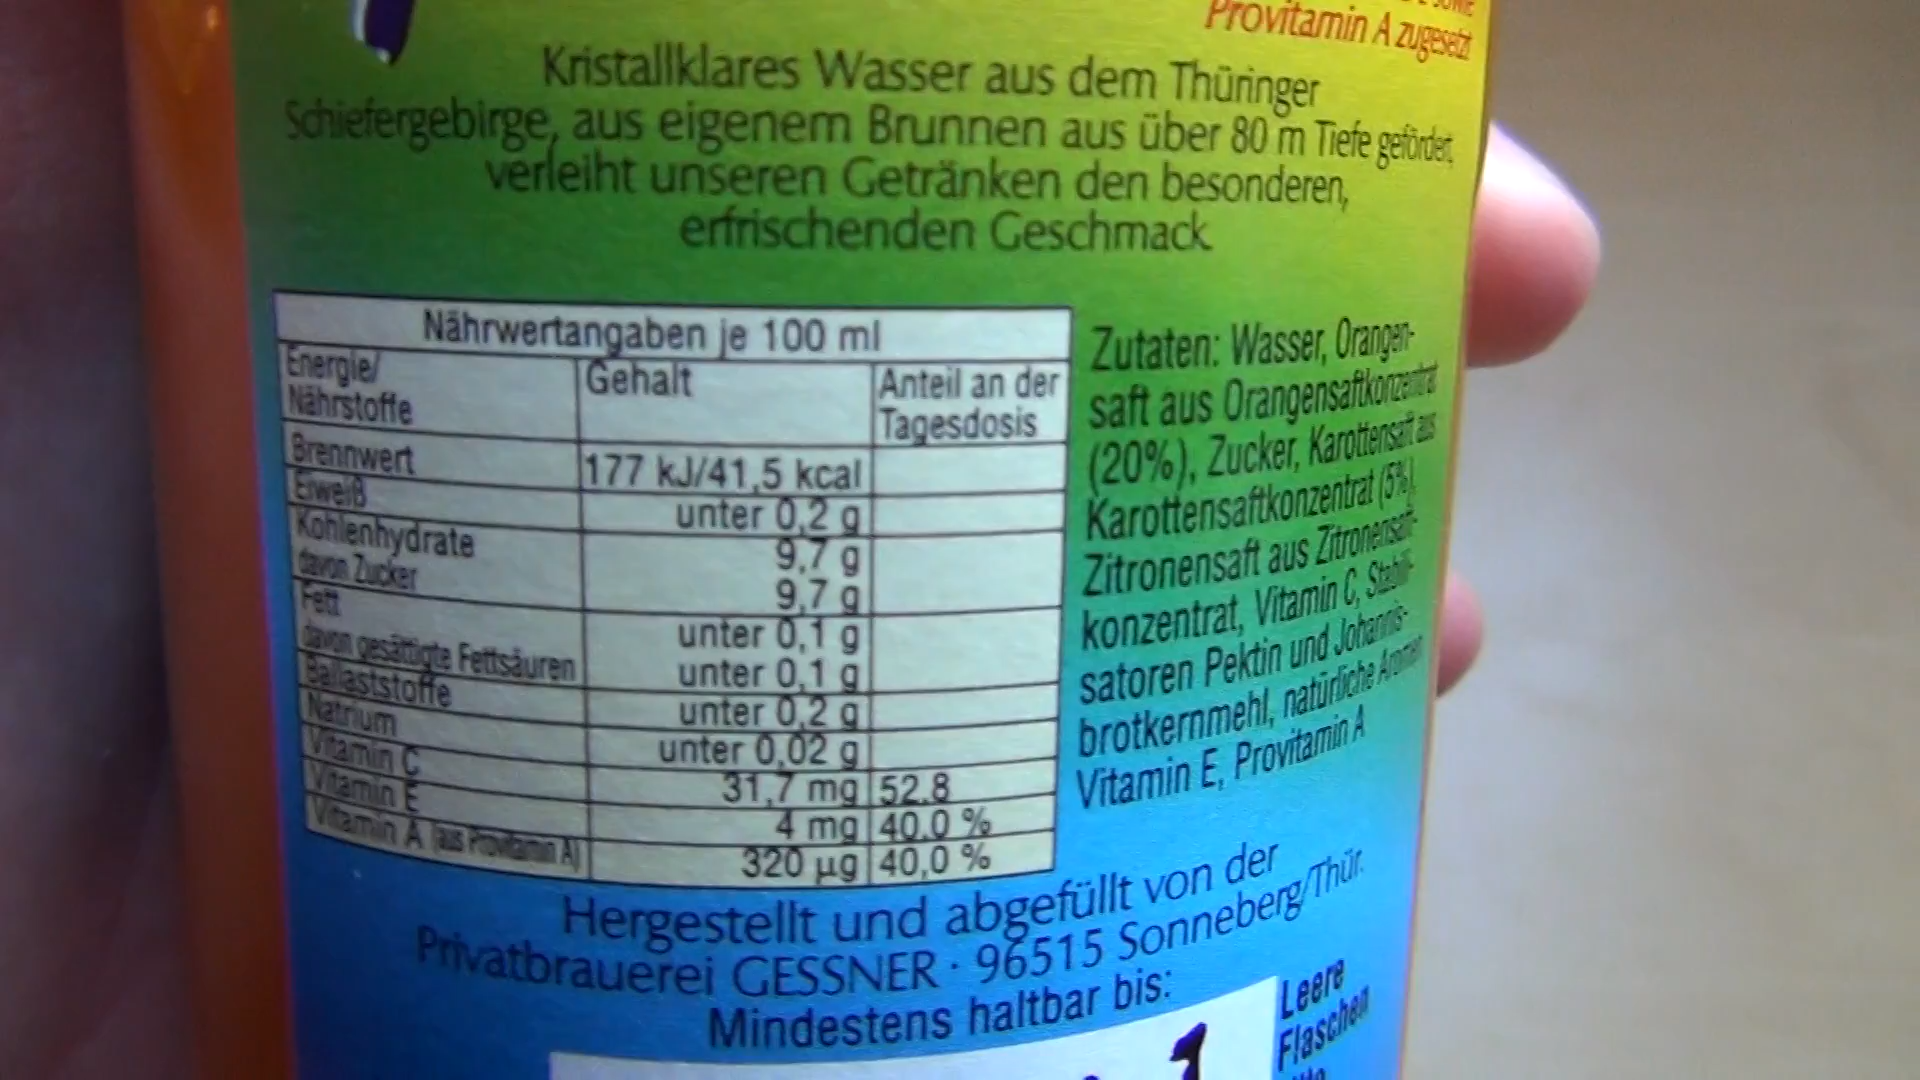 Provitamin A zugesetzt
Kristallklares Wasser aus dem Thüringer
Schiefergebirge, aus eigenem Brunnen aus über 80 m Tiefe gefördert,
verleiht unseren Getränken den besonderen,
erfrischenden Geschmack
Nährwertangaben je 100 ml
Energie/
Nährstoffe
Gehalt
Anteil an der
Tagesdosis
Brennwert 177 kJ/41,5 kcal
Eiweiß unter 0,2 g
Kohlenhydrate 9,7 g
davon Zucker 9,7 g
Fett unter 0,1 g
davon gesättigte Fettsäuren unter 0,1 g
Ballaststoffe unter 0,2 g
Natrium unter 0,02 g
Vitamin C 31,7 mg 52.8
Vitamin E 4 mg 40.0 %
Vitamin A (aus Provitamin A) 320 µg 40,0 %
Zutaten: Wasser, Orangen-
saft aus Orangensaftkonzentrat
(20%), Zucker, Karottensaft aus
Karottensaftkonzentrat (5%),
Zitronensaft aus Zitronensaft-
konzentrat, Vitamin C, Stabili-
satoren Pektin und Johannis-
brotkernmehl, natürliche Aromen
Vitamin E, Provitamin A
Hergestellt und abgefüllt von der
Privatbrauerei GESSNER · 96515 Sonneberg/Thür.
Mindestens haltbar bis:
Leere
Flaschen